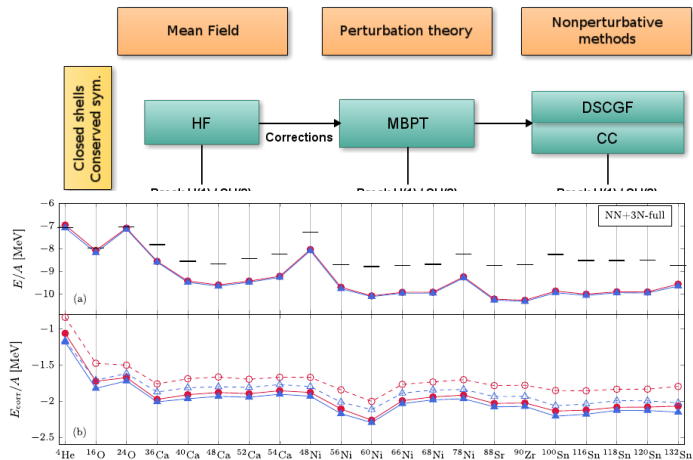 Mean Field
Perturbation theory
Nonperturbative
methods
Closed shells
Conserved sym.
HF
Corrections
MBPT
DSCGF
CC
−6
−7
−8
−9
−10
E/A [MeV]
NN+3N-full
(a)
−1
−1.5
−2
−2.5
E_corr/A [MeV]
(b)
⁴He ¹⁶O ²⁴O ³⁶Ca ⁴⁰Ca ⁴⁸Ca ⁵²Ca ⁵⁴Ca ⁴⁸Ni ⁵⁶Ni ⁶⁰Ni ⁶⁶Ni ⁶⁸Ni ⁷⁸Ni ⁸⁸Sr ⁹⁰Zr ¹⁰⁰Sn ¹¹⁶Sn ¹¹⁸Sn ¹²⁰Sn ¹³²Sn